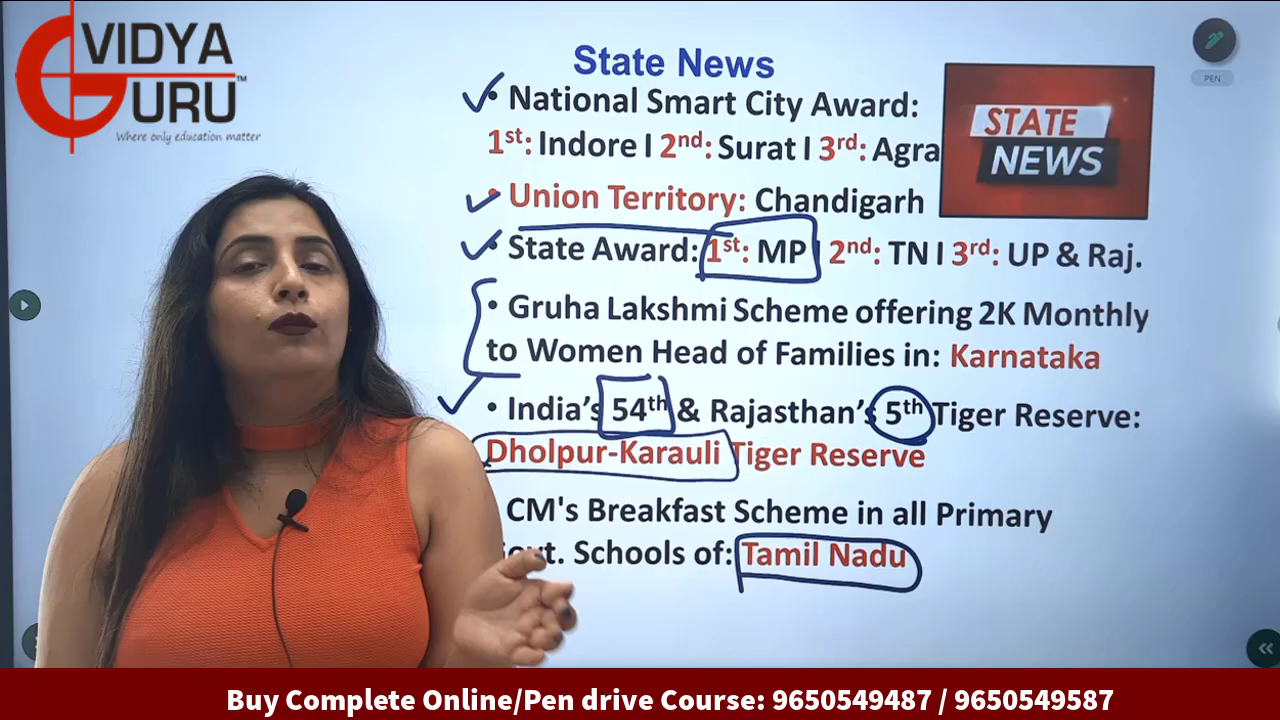 VIDYA
GURU™
Where only education matter
PEN
State News
• National Smart City Award:
1st: Indore I 2nd: Surat I 3rd: Agra
STATE
NEWS
• Union Territory: Chandigarh
• State Award: 1st: MP I 2nd: TN I 3rd: UP & Raj.
• Gruha Lakshmi Scheme offering 2K Monthly
to Women Head of Families in: Karnataka
• India's 54th & Rajasthan's 5th Tiger Reserve:
Dholpur-Karauli Tiger Reserve
CM's Breakfast Scheme in all Primary
Schools of: Tamil Nadu
Buy Complete Online/Pen drive Course: 9650549487 / 9650549587